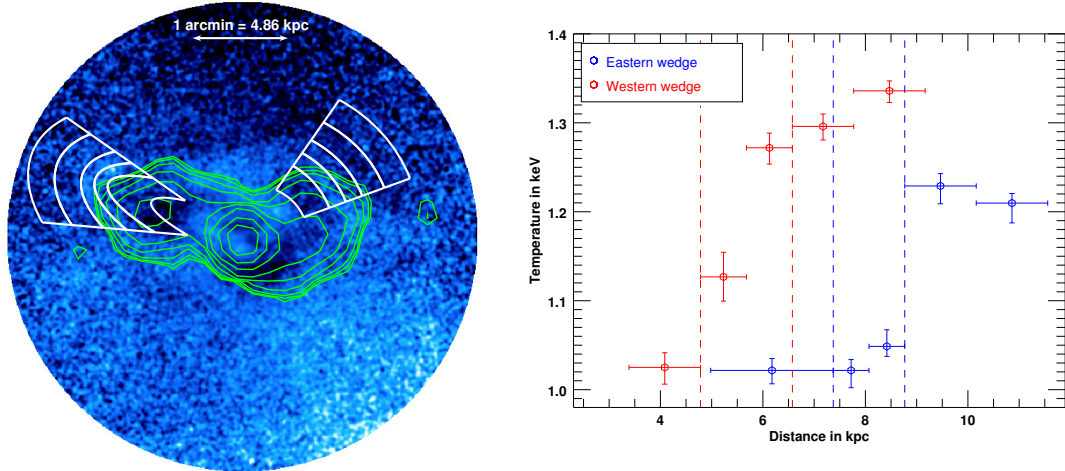 1 arcmin = 4.86 kpc
Eastern wedge
Western wedge
Temperature in keV
1.4
1.3
1.2
1.1
1.0
4
6
8
10
Distance in kpc